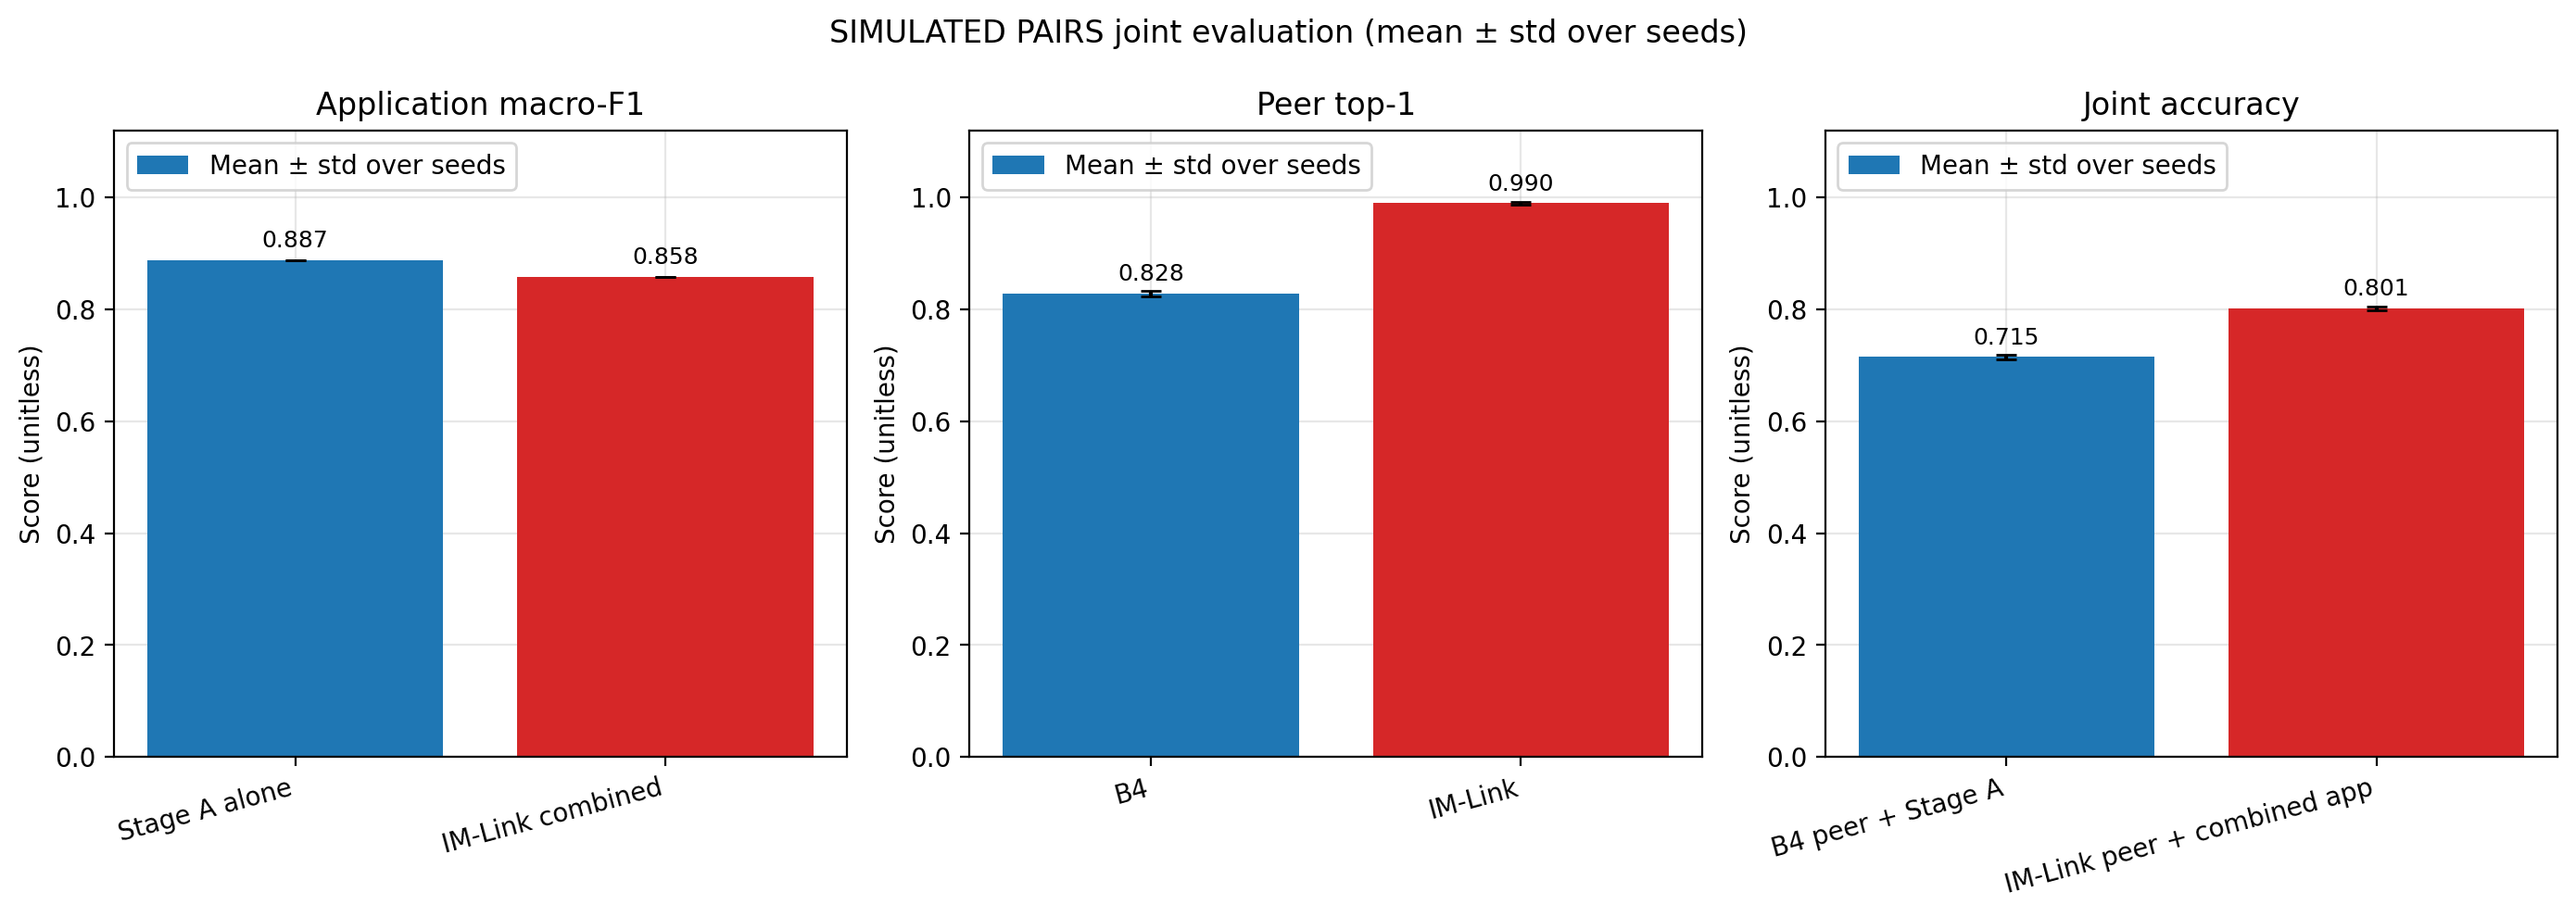 SIMULATED PAIRS joint evaluation (mean ± std over seeds)
Application macro-F1
Mean ± std over seeds
Score (unitless)
1.0
0.8
0.6
0.4
0.2
0.0
0.887
0.858
Stage A alone
IM-Link combined
Peer top-1
Mean ± std over seeds
Score (unitless)
1.0
0.8
0.6
0.4
0.2
0.0
0.828
0.990
B4
IM-Link
Joint accuracy
Mean ± std over seeds
Score (unitless)
1.0
0.8
0.6
0.4
0.2
0.0
0.715
0.801
B4 peer + Stage A
IM-Link peer + combined app